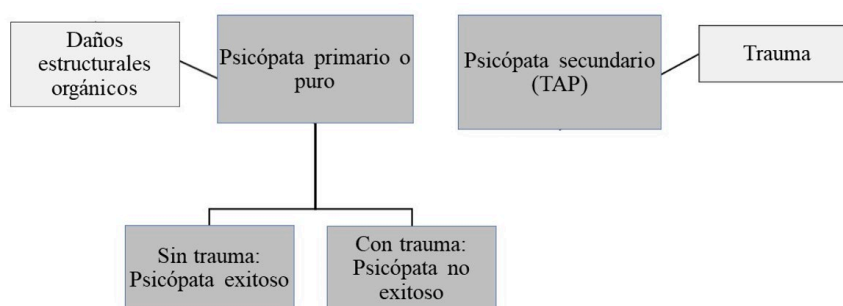 Daños
estructurales
orgánicos
Psicópata primario o
puro
Psicópata secundario
(TAP)
Trauma
Sin trauma:
Psicópata exitoso
Con trauma:
Psicópata no
exitoso